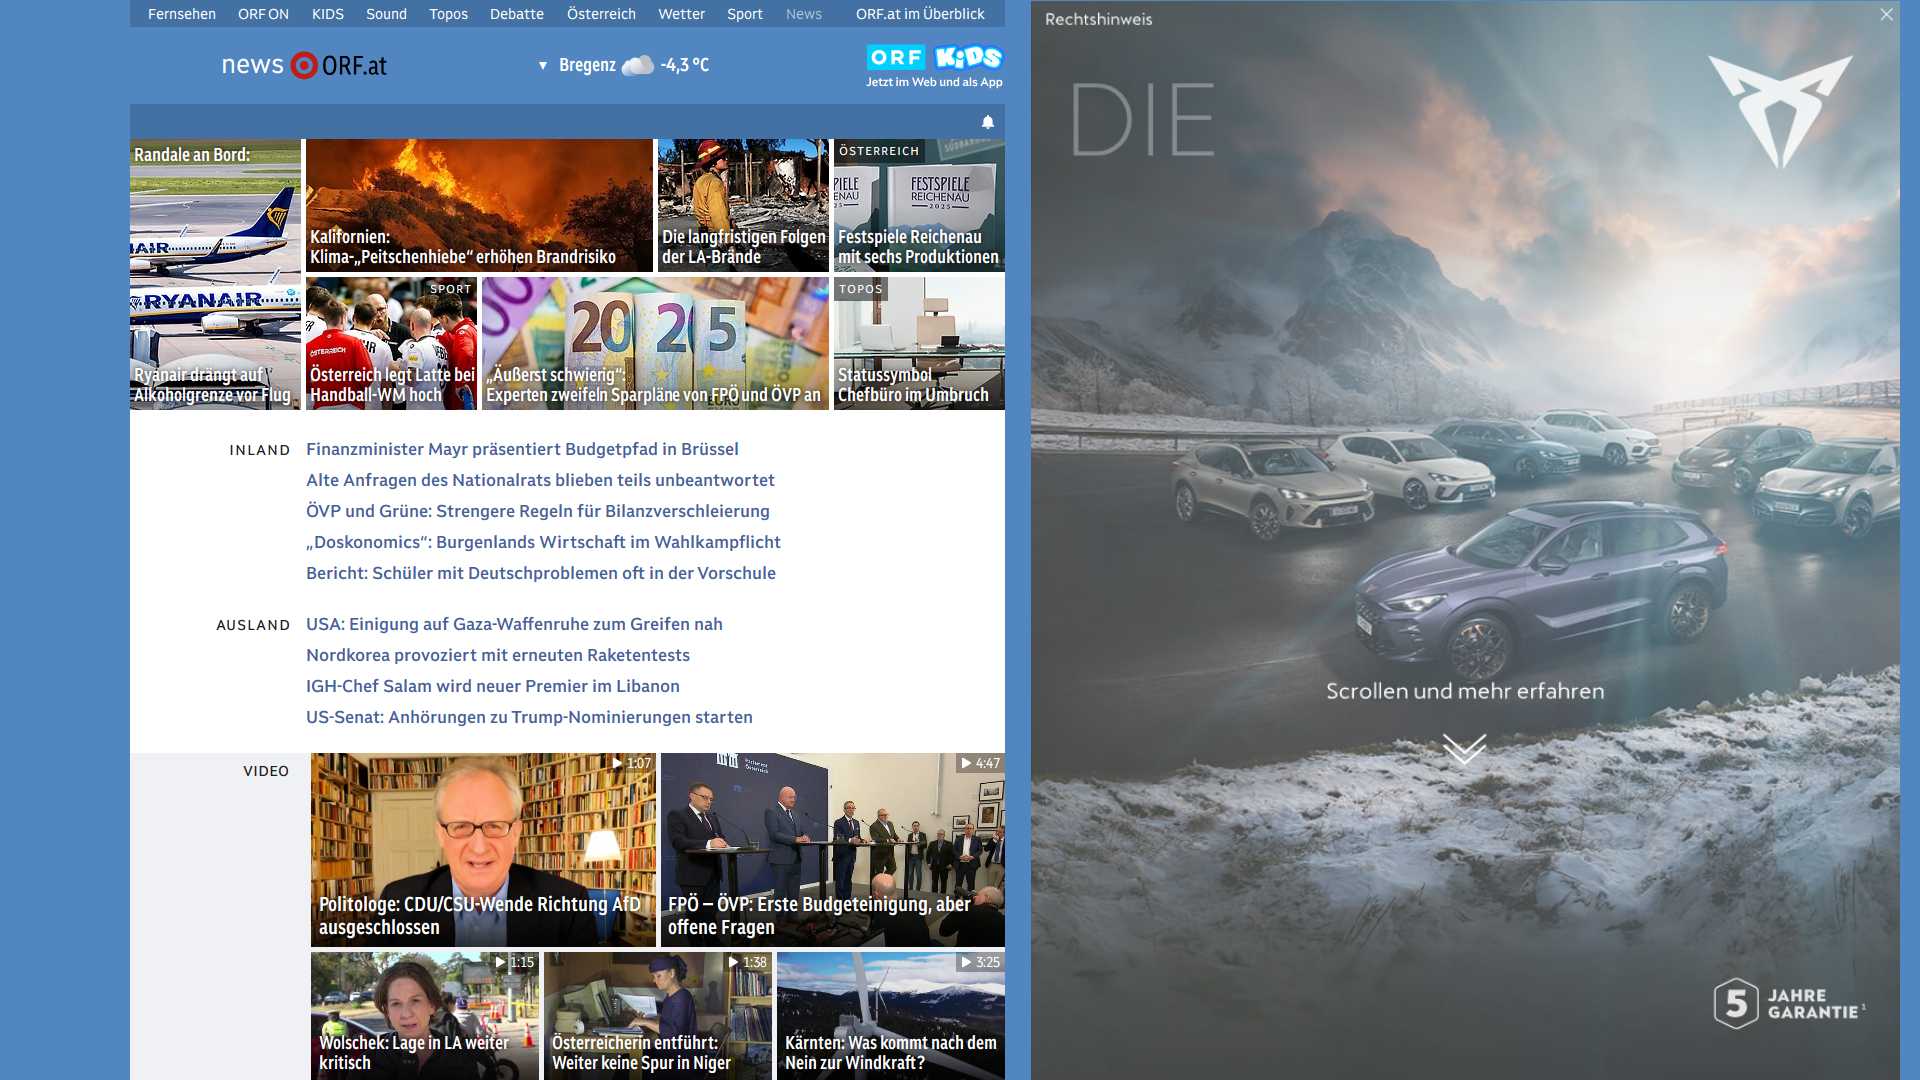 Fernsehen ORF ON KIDS Sound Topos Debatte Österreich Wetter Sport News ORF.at im Überblick
news ORF.at
▼ Bregenz -4,3 °C
ORF KiDS
Jetzt im Web und als App
Randale an Bord:
Ryanair drängt auf
Alkoholgrenze vor Flug
RYANAIR
Kalifornien:
Klima-„Peitschenhiebe“ erhöhen Brandrisiko
Die langfristigen Folgen
der LA-Brände
ÖSTERREICH
FESTSPIELE
REICHENAU
2025
Festspiele Reichenau
mit sechs Produktionen
SPORT
ÖSTERREICH
Österreich legt Latte bei
Handball-WM hoch
2025
„Äußerst schwierig“:
Experten zweifeln Sparpläne von FPÖ und ÖVP an
TOPOS
Statussymbol
Chefbüro im Umbruch
INLAND
Finanzminister Mayr präsentiert Budgetpfad in Brüssel
Alte Anfragen des Nationalrats blieben teils unbeantwortet
ÖVP und Grüne: Strengere Regeln für Bilanzverschleierung
„Doskonomics“: Burgenlands Wirtschaft im Wahlkampflicht
Bericht: Schüler mit Deutschproblemen oft in der Vorschule
AUSLAND
USA: Einigung auf Gaza-Waffenruhe zum Greifen nah
Nordkorea provoziert mit erneuten Raketentests
IGH-Chef Salam wird neuer Premier im Libanon
US-Senat: Anhörungen zu Trump-Nominierungen starten
VIDEO
1:07
Politologe: CDU/CSU-Wende Richtung AfD
ausgeschlossen
4:47
FPÖ – ÖVP: Erste Budgeteinigung, aber
offene Fragen
1:15
Wolschek: Lage in LA weiter
kritisch
1:38
Österreicherin entführt:
Weiter keine Spur in Niger
3:25
Kärnten: Was kommt nach dem
Nein zur Windkraft?
Rechtshinweis
DIE
Scrollen und mehr erfahren
5 JAHRE
GARANTIE¹